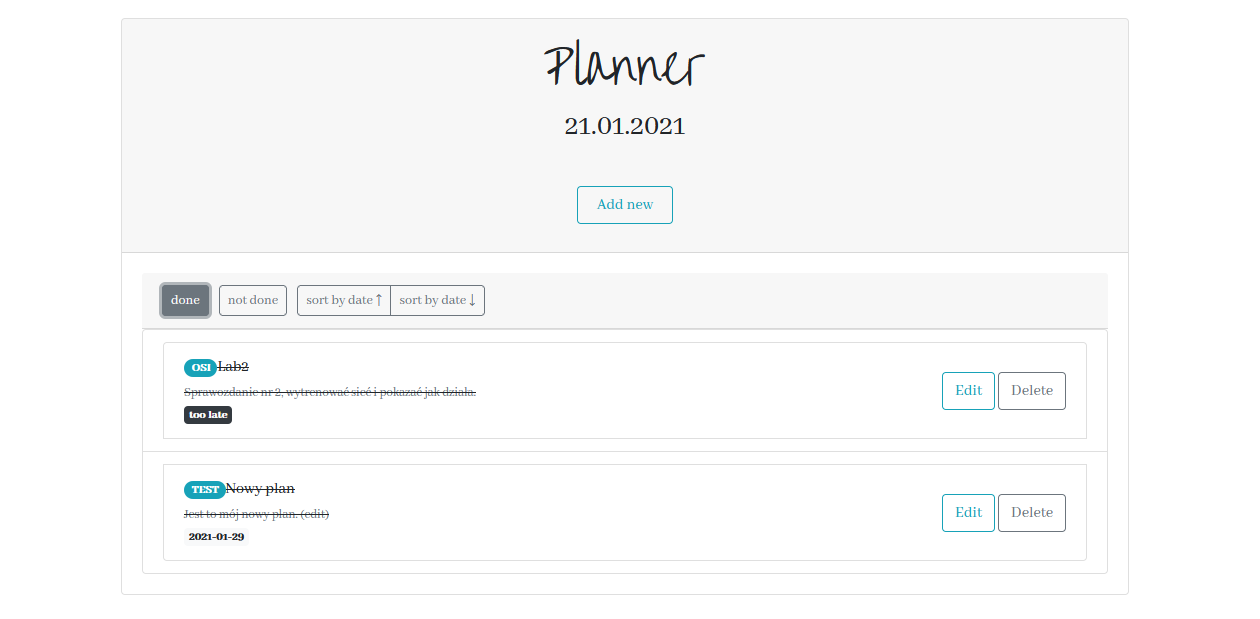 Planner
21.01.2021
Add new
done not done sort by date↑ sort by date↓
OSI Lab2
Sprawozdanie nr 2, wytrenować sieć i pokazać jak działa.
too late
Edit Delete
TEST Nowy plan
Jest to mój nowy plan. (edit)
2021-01-29
Edit Delete